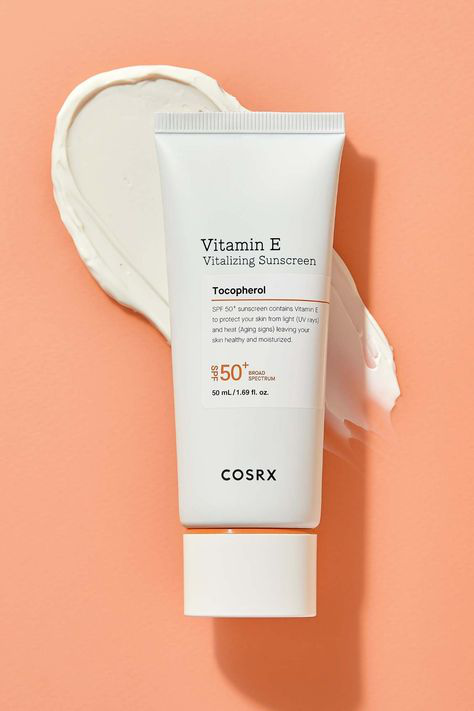 Vitamin E
Vitalizing Sunscreen
Tocopherol
SPF 50⁺ sunscreen contains Vitamin E
to protect your skin from light (UV rays)
and heat (Aging signs) leaving your
skin healthy and moisturized.
SPF 50⁺ BROAD
SPECTRUM
50 mL / 1.69 fl. oz.
COSRX